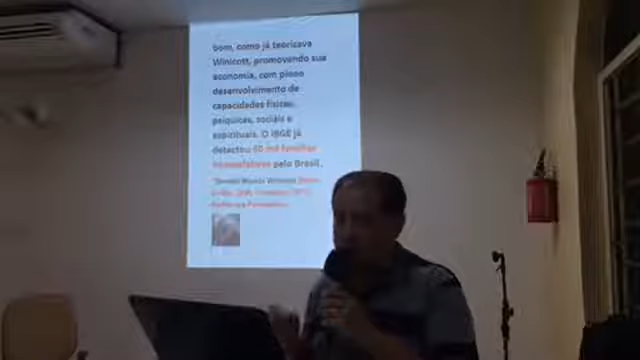 bom, como já teorizava
Winicott, promovendo sua
economia, com pleno
desenvolvimento de
capacidades físicas,
psíquicas, sociais e
espirituais. O IBGE já
detectou 60 mil famílias
pelo Brasil.